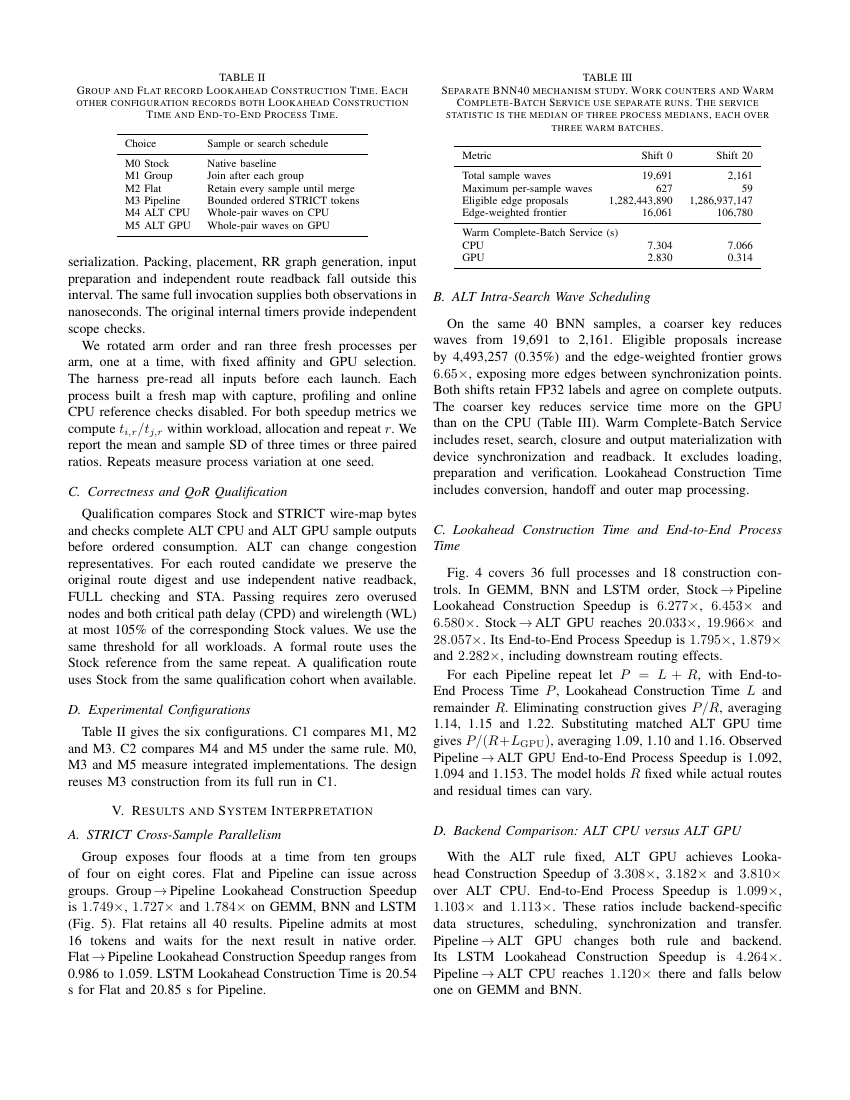 TABLE II
GROUP AND FLAT RECORD LOOKAHEAD CONSTRUCTION TIME. EACH
OTHER CONFIGURATION RECORDS BOTH LOOKAHEAD CONSTRUCTION
TIME AND END-TO-END PROCESS TIME.
Choice Sample or search schedule
M0 Stock Native baseline
M1 Group Join after each group
M2 Flat Retain every sample until merge
M3 Pipeline Bounded ordered STRICT tokens
M4 ALT CPU Whole-pair waves on CPU
M5 ALT GPU Whole-pair waves on GPU
serialization. Packing, placement, RR graph generation, input
preparation and independent route readback fall outside this
interval. The same full invocation supplies both observations in
nanoseconds. The original internal timers provide independent
scope checks.
We rotated arm order and ran three fresh processes per
arm, one at a time, with fixed affinity and GPU selection.
The harness pre-read all inputs before each launch. Each
process built a fresh map with capture, profiling and online
CPU reference checks disabled. For both speedup metrics we
compute t_{i,r}/t_{j,r} within workload, allocation and repeat r. We
report the mean and sample SD of three times or three paired
ratios. Repeats measure process variation at one seed.
C. Correctness and QoR Qualification
Qualification compares Stock and STRICT wire-map bytes
and checks complete ALT CPU and ALT GPU sample outputs
before ordered consumption. ALT can change congestion
representatives. For each routed candidate we preserve the
original route digest and use independent native readback,
FULL checking and STA. Passing requires zero overused
nodes and both critical path delay (CPD) and wirelength (WL)
at most 105% of the corresponding Stock values. We use the
same threshold for all workloads. A formal route uses the
Stock reference from the same repeat. A qualification route
uses Stock from the same qualification cohort when available.
D. Experimental Configurations
Table II gives the six configurations. C1 compares M1, M2
and M3. C2 compares M4 and M5 under the same rule. M0,
M3 and M5 measure integrated implementations. The design
reuses M3 construction from its full run in C1.
V. RESULTS AND SYSTEM INTERPRETATION
A. STRICT Cross-Sample Parallelism
Group exposes four floods at a time from ten groups
of four on eight cores. Flat and Pipeline can issue across
groups. Group→Pipeline Lookahead Construction Speedup
is 1.749×, 1.727× and 1.784× on GEMM, BNN and LSTM
(Fig. 5). Flat retains all 40 results. Pipeline admits at most
16 tokens and waits for the next result in native order.
Flat→Pipeline Lookahead Construction Speedup ranges from
0.986 to 1.059. LSTM Lookahead Construction Time is 20.54
s for Flat and 20.85 s for Pipeline.
TABLE III
SEPARATE BNN40 MECHANISM STUDY. WORK COUNTERS AND WARM
COMPLETE-BATCH SERVICE USE SEPARATE RUNS. THE SERVICE
STATISTIC IS THE MEDIAN OF THREE PROCESS MEDIANS, EACH OVER
THREE WARM BATCHES.
Metric Shift 0 Shift 20
Total sample waves 19,691 2,161
Maximum per-sample waves 627 59
Eligible edge proposals 1,282,443,890 1,286,937,147
Edge-weighted frontier 16,061 106,780
Warm Complete-Batch Service (s)
CPU 7.304 7.066
GPU 2.830 0.314
B. ALT Intra-Search Wave Scheduling
On the same 40 BNN samples, a coarser key reduces
waves from 19,691 to 2,161. Eligible proposals increase
by 4,493,257 (0.35%) and the edge-weighted frontier grows
6.65×, exposing more edges between synchronization points.
Both shifts retain FP32 labels and agree on complete outputs.
The coarser key reduces service time more on the GPU
than on the CPU (Table III). Warm Complete-Batch Service
includes reset, search, closure and output materialization with
device synchronization and readback. It excludes loading,
preparation and verification. Lookahead Construction Time
includes conversion, handoff and outer map processing.
C. Lookahead Construction Time and End-to-End Process
Time
Fig. 4 covers 36 full processes and 18 construction con-
trols. In GEMM, BNN and LSTM order, Stock→Pipeline
Lookahead Construction Speedup is 6.277×, 6.453× and
6.580×. Stock→ALT GPU reaches 20.033×, 19.966× and
28.057×. Its End-to-End Process Speedup is 1.795×, 1.879×
and 2.282×, including downstream routing effects.
For each Pipeline repeat let P = L + R, with End-to-
End Process Time P, Lookahead Construction Time L and
remainder R. Eliminating construction gives P/R, averaging
1.14, 1.15 and 1.22. Substituting matched ALT GPU time
gives P/(R+L_{GPU}), averaging 1.09, 1.10 and 1.16. Observed
Pipeline→ALT GPU End-to-End Process Speedup is 1.092,
1.094 and 1.153. The model holds R fixed while actual routes
and residual times can vary.
D. Backend Comparison: ALT CPU versus ALT GPU
With the ALT rule fixed, ALT GPU achieves Looka-
head Construction Speedup of 3.308×, 3.182× and 3.810×
over ALT CPU. End-to-End Process Speedup is 1.099×,
1.103× and 1.113×. These ratios include backend-specific
data structures, scheduling, synchronization and transfer.
Pipeline→ALT GPU changes both rule and backend.
Its LSTM Lookahead Construction Speedup is 4.264×.
Pipeline→ALT CPU reaches 1.120× there and falls below
one on GEMM and BNN.